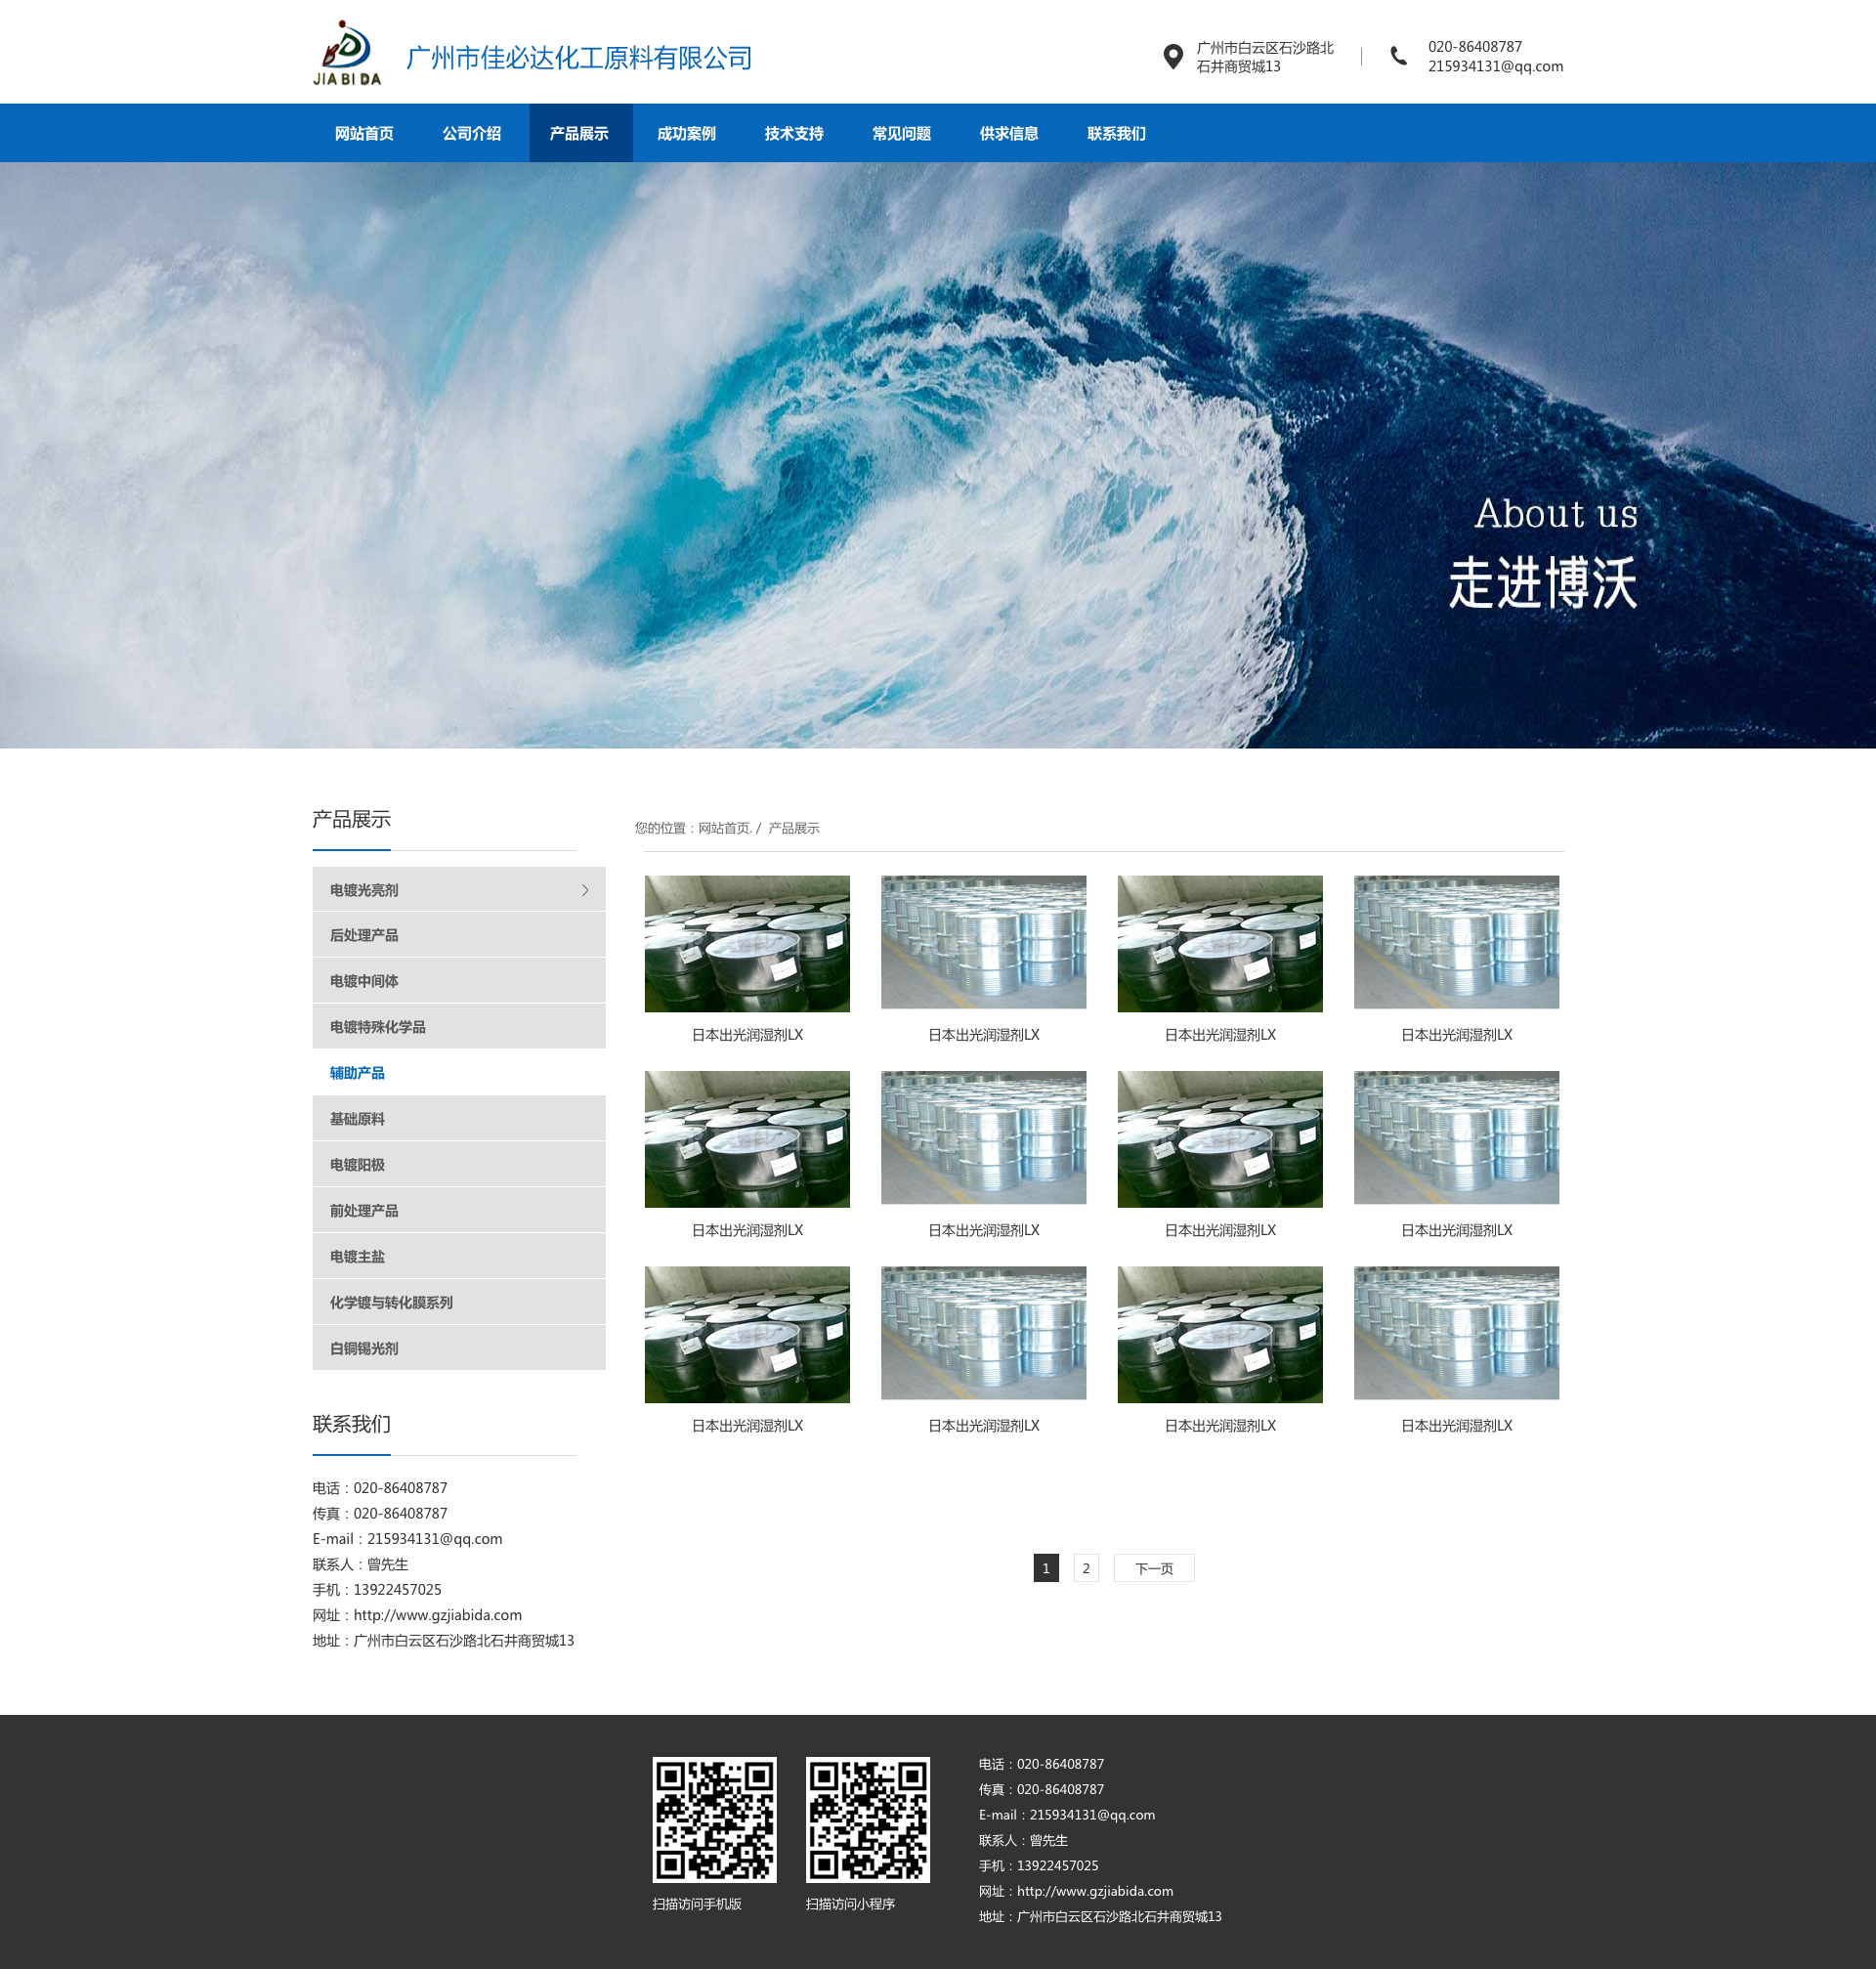 JIABIDA
广州市佳必达化工原料有限公司
广州市白云区石沙路北
石井商贸城13
020-86408787
215934131@qq.com
网站首页
公司介绍
产品展示
成功案例
技术支持
常见问题
供求信息
联系我们
About us
走进博沃
产品展示
电镀光亮剂
后处理产品
电镀中间体
电镀特殊化学品
辅助产品
基础原料
电镀阳极
前处理产品
电镀主盐
化学镀与转化膜系列
白铜锡光剂
联系我们
电话：020-86408787
传真：020-86408787
E-mail：215934131@qq.com
联系人：曾先生
手机：13922457025
网址：http://www.gzjiabida.com
地址：广州市白云区石沙路北石井商贸城13
您的位置：网站首页. / 产品展示
日本出光润湿剂LX
日本出光润湿剂LX
日本出光润湿剂LX
日本出光润湿剂LX
日本出光润湿剂LX
日本出光润湿剂LX
日本出光润湿剂LX
日本出光润湿剂LX
日本出光润湿剂LX
日本出光润湿剂LX
日本出光润湿剂LX
日本出光润湿剂LX
1
2
下一页
扫描访问手机版
扫描访问小程序
电话：020-86408787
传真：020-86408787
E-mail：215934131@qq.com
联系人：曾先生
手机：13922457025
网址：http://www.gzjiabida.com
地址：广州市白云区石沙路北石井商贸城13